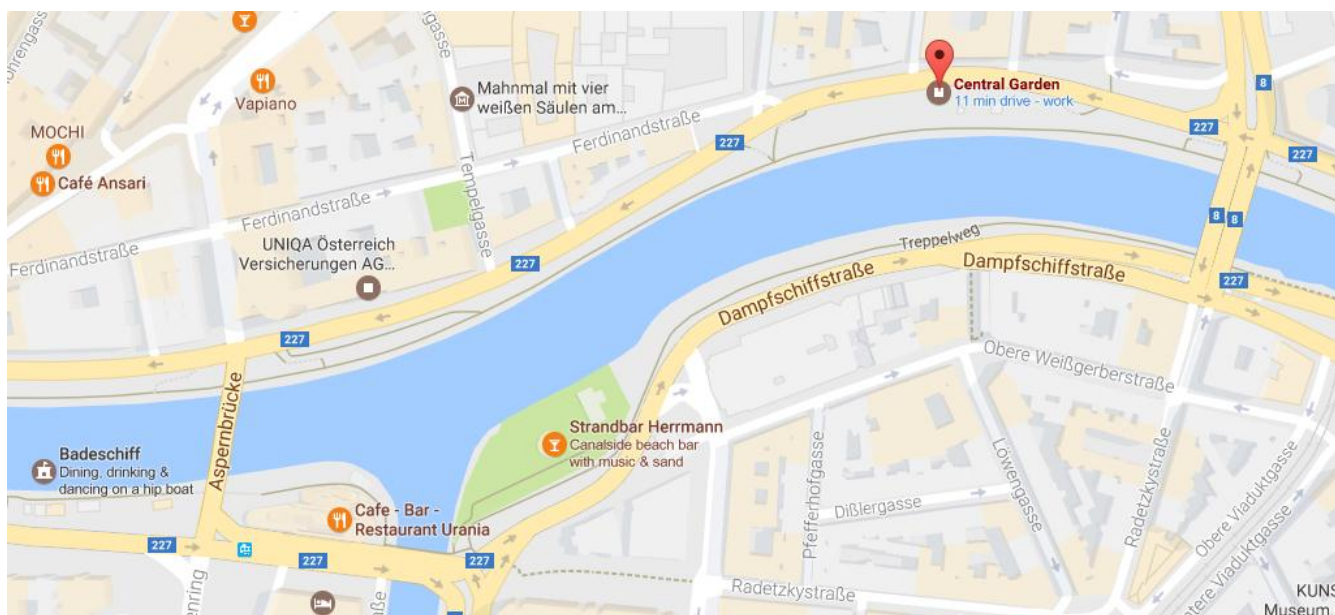 Vapiano
MOCHI
Café Ansari
Mahnmal mit vier
weißen Säulen am...
Ferdinandstraße
Tempelgasse
Central Garden
11 min drive - work
8
227
227
227
8
8
Ferdinandstraße
Ferdinandstraße
UNIQA Österreich
Versicherungen AG...
227
227
Treppelweg
Dampfschiffstraße
Dampfschiffstraße
227
Aspernbrücke
Obere Weißgerberstraße
Strandbar Herrmann
Canalside beach bar
with music & sand
Badeschiff
Dining, drinking &
dancing on a hip boat
Cafe - Bar -
Restaurant Urania
227
227
227
Pfefferhofgasse
Dißlergasse
Löwengasse
Radetzkystraße
Radetzkystraße
Obere Viaduktgasse
Untere Viaduktgasse
KUNS
Museum